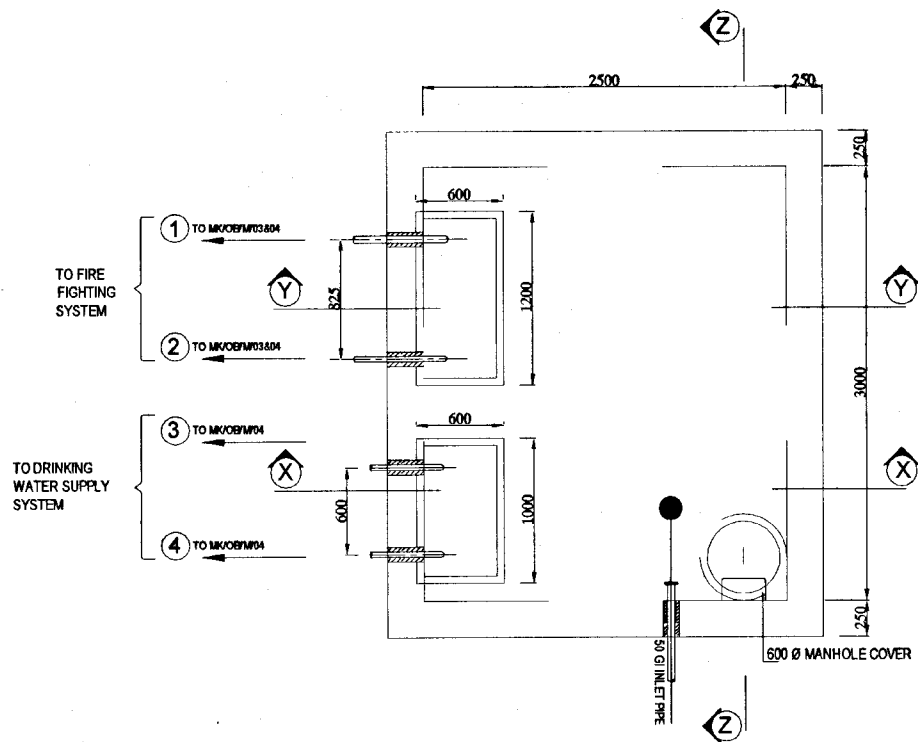 Z
2500
250
250
600
1
TO MK/OB/M/03&04
TO FIRE
FIGHTING
SYSTEM
Y
825
1200
Y
2
TO MK/OB/M/03&04
3000
3
TO MK/OB/M/04
600
TO DRINKING
WATER SUPPLY
SYSTEM
X
600
1000
X
4
TO MK/OB/M/04
250
50 GI INLET PIPE
600 Ø MANHOLE COVER
Z